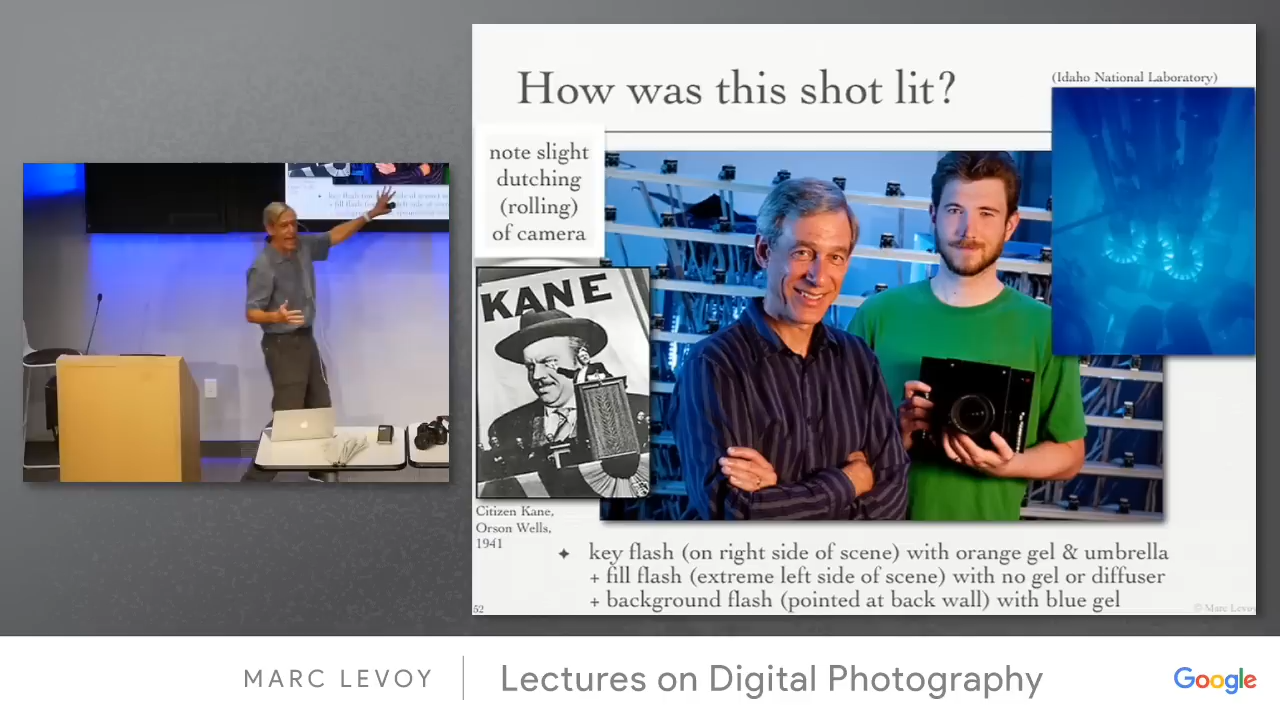 How was this shot lit?
(Idaho National Laboratory)
note slight
dutching
(rolling)
of camera
KANE
Citizen Kane,
Orson Wells,
1941
✦ key flash (on right side of scene) with orange gel & umbrella
+ fill flash (extreme left side of scene) with no gel or diffuser
+ background flash (pointed at back wall) with blue gel
52
© Marc Levoy
MARC LEVOY
Lectures on Digital Photography
Google